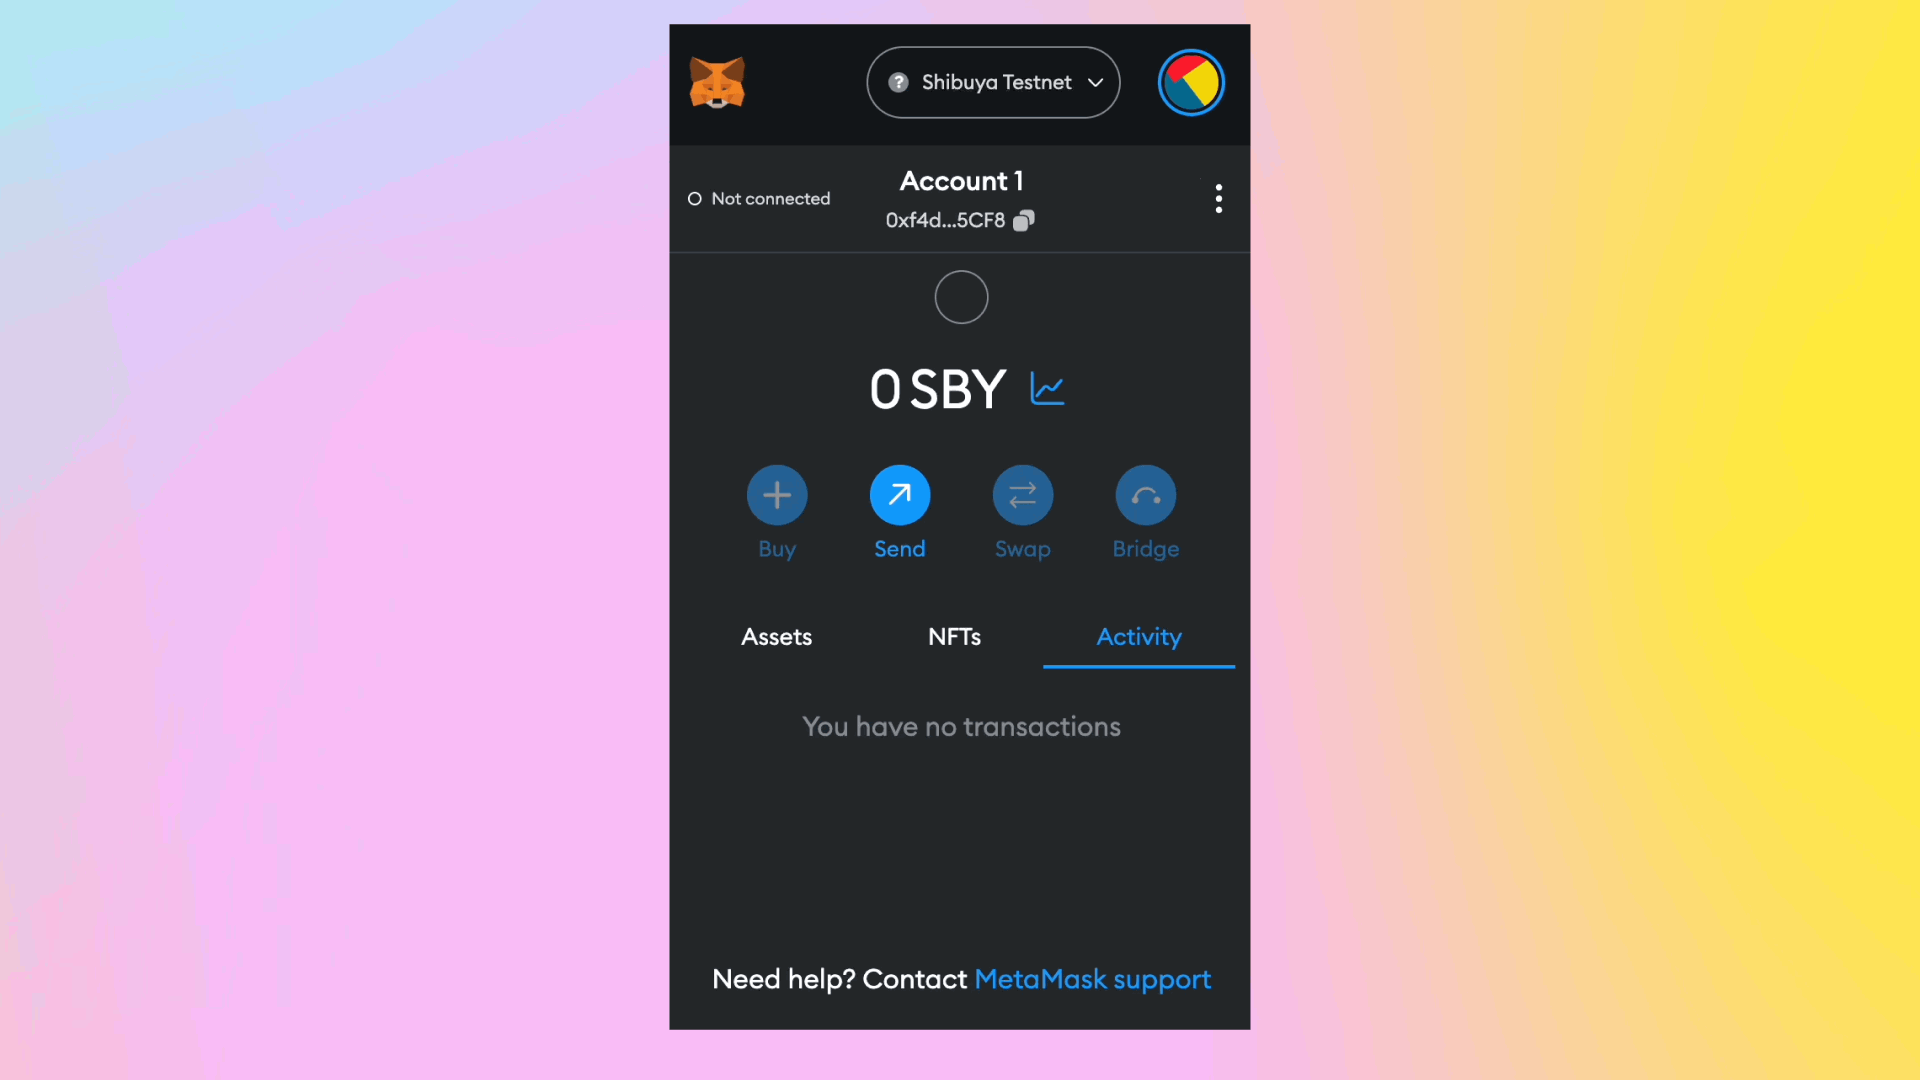 ? Shibuya Testnet
Not connected
Account 1
0xf4d...5CF8
0 SBY
Buy Send Swap Bridge
Assets NFTs Activity
You have no transactions
Need help? Contact MetaMask support